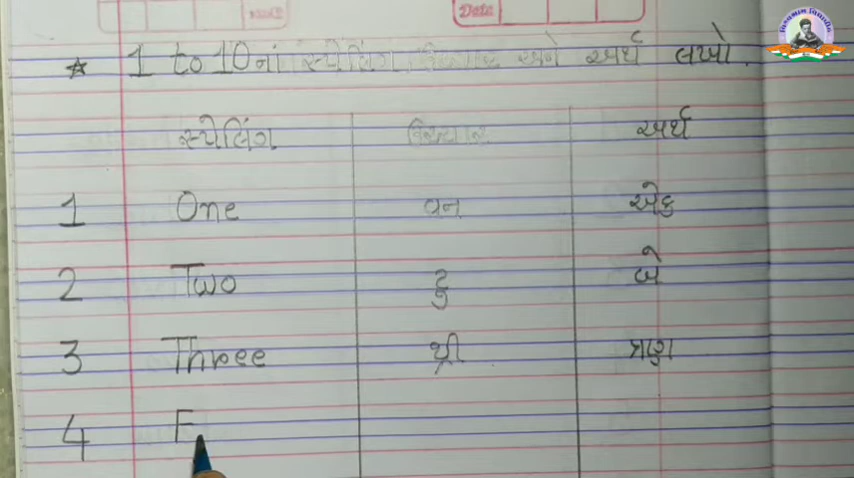 Date
★ 1 to 10નાં સ્પેલિંગ, ઉચ્ચાર અને અર્થ લખો.
સ્પેલિંગ ઉચ્ચાર અર્થ
1 One વન એક
2 Two ટુ બે
3 Three થ્રી ત્રણ
4 F